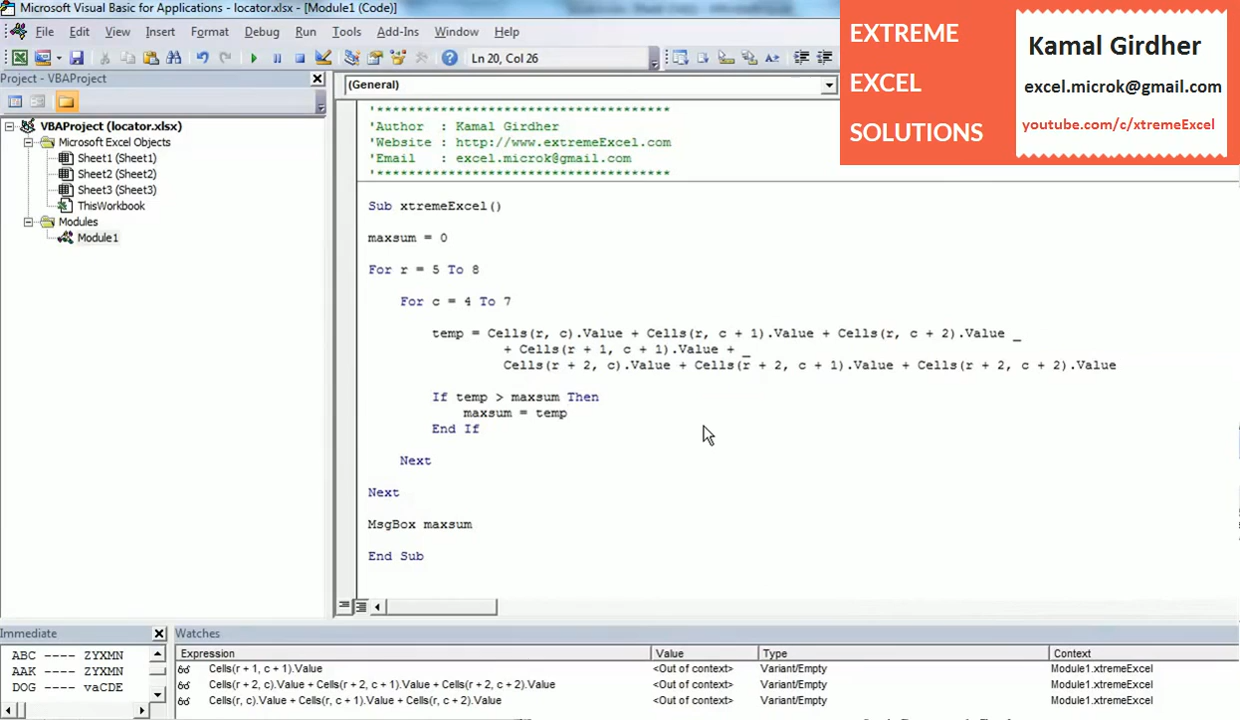 Microsoft Visual Basic for Applications - locator.xlsx - [Module1 (Code)]
File Edit View Insert Format Debug Run Tools Add-Ins Window Help
Ln 20, Col 26
EXTREME
EXCEL
SOLUTIONS
Kamal Girdher
excel.microk@gmail.com
youtube.com/c/xtremeExcel
Project - VBAProject
VBAProject (locator.xlsx)
Microsoft Excel Objects
Sheet1 (Sheet1)
Sheet2 (Sheet2)
Sheet3 (Sheet3)
ThisWorkbook
Modules
Module1
(General)
'*************************************
'Author : Kamal Girdher
'Website : http://www.extremeExcel.com
'Email : excel.microk@gmail.com
'*************************************
Sub xtremeExcel()
maxsum = 0
For r = 5 To 8
For c = 4 To 7
temp = Cells(r, c).Value + Cells(r, c + 1).Value + Cells(r, c + 2).Value _
+ Cells(r + 1, c + 1).Value + _
Cells(r + 2, c).Value + Cells(r + 2, c + 1).Value + Cells(r + 2, c + 2).Value
If temp > maxsum Then
maxsum = temp
End If
Next
Next
MsgBox maxsum
End Sub
Immediate
ABC ---- ZYXMN
AAK ---- ZYXMN
DOG ---- vaCDE
Watches
Expression Value Type Context
Cells(r + 1, c + 1).Value <Out of context> Variant/Empty Module1.xtremeExcel
Cells(r + 2, c).Value + Cells(r + 2, c + 1).Value + Cells(r + 2, c + 2).Value <Out of context> Variant/Empty Module1.xtremeExcel
Cells(r, c).Value + Cells(r, c + 1).Value + Cells(r, c + 2).Value <Out of context> Variant/Empty Module1.xtremeExcel